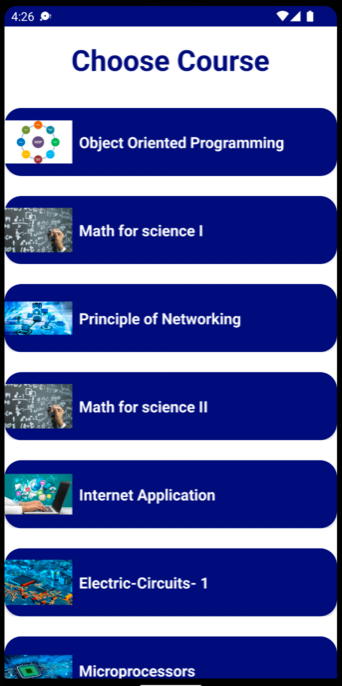 4:26
Choose Course
Object Oriented Programming
Math for science I
Principle of Networking
Math for science II
Internet Application
Electric-Circuits- 1
Microprocessors